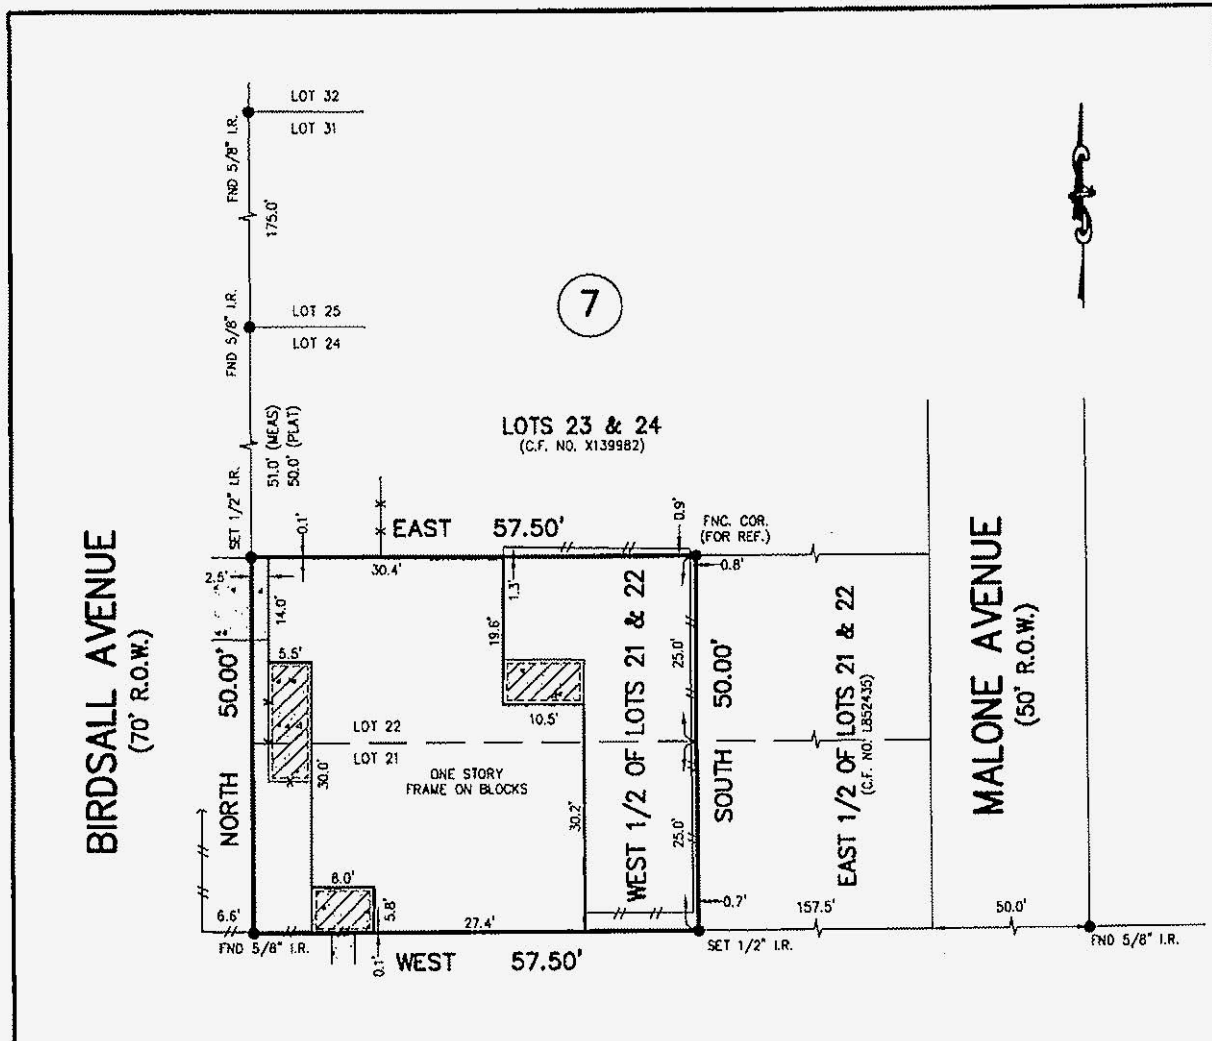 LOT 32
LOT 31
FND 5/8" I.R.
175.0'
LOT 25
LOT 24
FND 5/8" I.R.
7
51.0' (MEAS)
50.0' (PLAT)
LOTS 23 & 24
(C.F. NO. X139982)
SET 1/2" I.R.
0.1'
EAST 57.50'
0.9'
FNC. COR.
(FOR REF.)
BIRDSALL AVENUE
(70' R.O.W.)
2.5'
30.4'
1.3'
0.8'
14.0'
19.6'
5.5'
NORTH 50.00'
10.5'
LOT 22
LOT 21
30.0'
ONE STORY
FRAME ON BLOCKS
30.2'
WEST 1/2 OF LOTS 21 & 22
25.0'
25.0'
SOUTH 50.00'
EAST 1/2 OF LOTS 21 & 22
(C.F. NO. L852435)
MALONE AVENUE
(50' R.O.W.)
8.0'
5.8'
0.7'
6.6'
27.4'
157.5'
50.0'
FND 5/8" I.R.
0.1'
WEST 57.50'
SET 1/2" I.R.
FND 5/8" I.R.